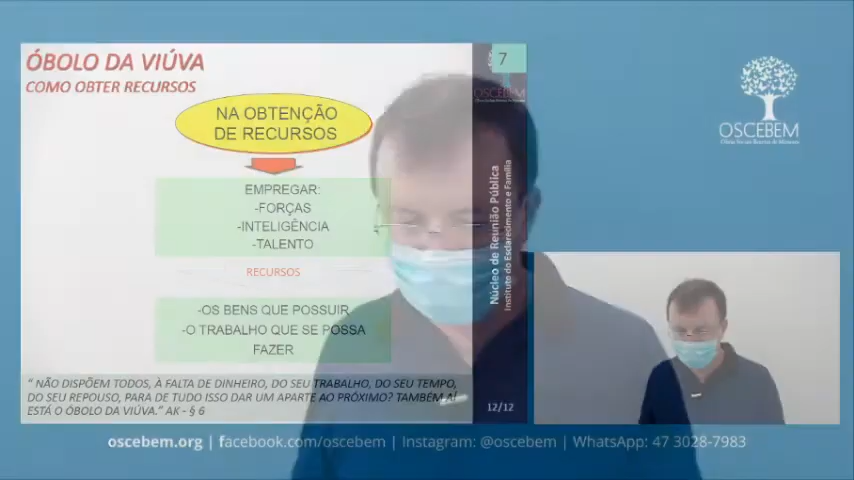 ÓBOLO DA VIÚVA
COMO OBTER RECURSOS
NA OBTENÇÃO
DE RECURSOS
EMPREGAR:
-FORÇAS
-INTELIGÊNCIA
-TALENTO
RECURSOS
-OS BENS QUE POSSUIR
-O TRABALHO QUE SE POSSA
FAZER
“ NÃO DISPÕEM TODOS, À FALTA DE DINHEIRO, DO SEU TRABALHO, DO SEU TEMPO,
DO SEU REPOUSO, PARA DE TUDO ISSO DAR UM APARTE AO PRÓXIMO? TAMBÉM AÍ
ESTÁ O ÓBOLO DA VIÚVA.” AK - § 6
7
OSCEBEM
Núcleo de Reunião Pública
Instituto do Esclarecimento e Família
12/12
OSCEBEM
oscebem.org | facebook.com/oscebem | Instagram: @oscebem | WhatsApp: 47 3028-7983